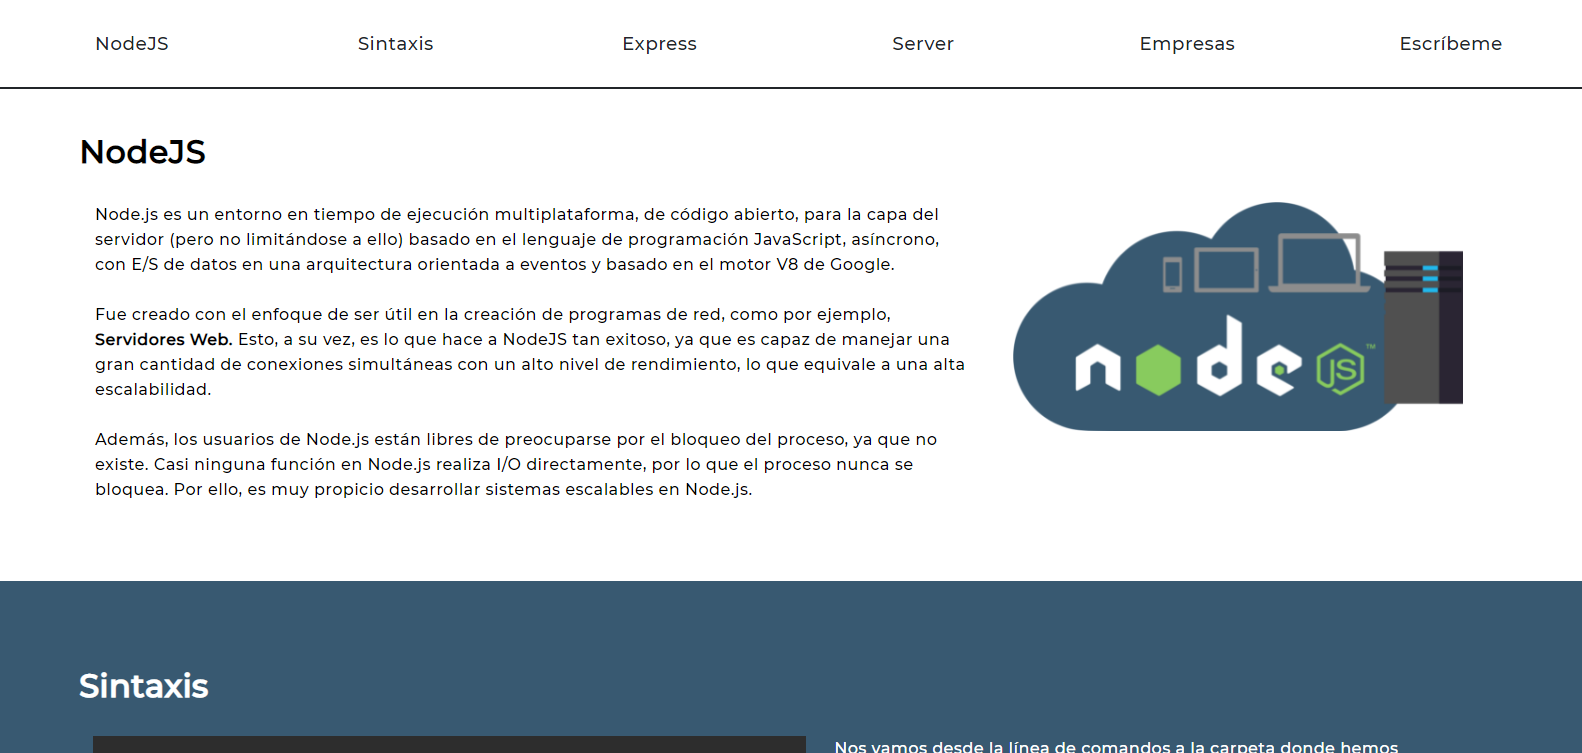 NodeJS Sintaxis Express Server Empresas Escríbeme
NodeJS
Node.js es un entorno en tiempo de ejecución multiplataforma, de código abierto, para la capa del
servidor (pero no limitándose a ello) basado en el lenguaje de programación JavaScript, asíncrono,
con E/S de datos en una arquitectura orientada a eventos y basado en el motor V8 de Google.
Fue creado con el enfoque de ser útil en la creación de programas de red, como por ejemplo,
Servidores Web. Esto, a su vez, es lo que hace a NodeJS tan exitoso, ya que es capaz de manejar una
gran cantidad de conexiones simultáneas con un alto nivel de rendimiento, lo que equivale a una alta
escalabilidad.
Además, los usuarios de Node.js están libres de preocuparse por el bloqueo del proceso, ya que no
existe. Casi ninguna función en Node.js realiza I/O directamente, por lo que el proceso nunca se
bloquea. Por ello, es muy propicio desarrollar sistemas escalables en Node.js.
node JS™
Sintaxis
Nos vamos desde la línea de comandos a la carpeta donde hemos